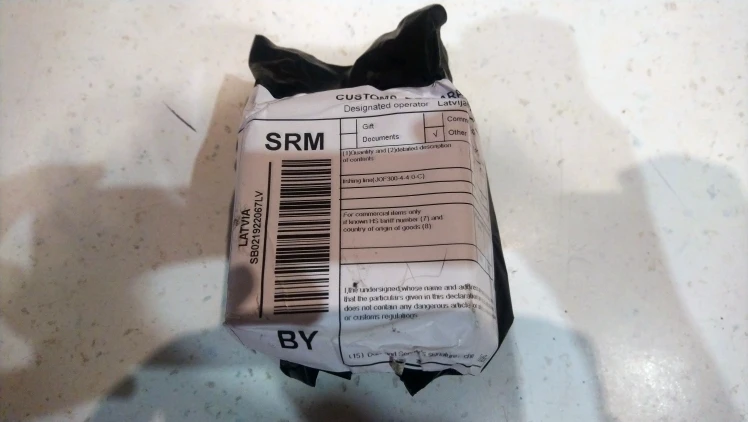 CUSTOMS
Designated operator Latvijas
SRM
Gift
Documents
√
Other
(1)Quantity and (2)detailed description
of contents
fishing line(JOF300-4-4.0-C)
LATVIA
SB021922067LV
For commercial items only
if known HS tariff number (7) and
country of origin of goods (8)
I,the undersigned,whose name and address
that the particulars given in this declaration
does not contain any dangerous article
or customs regulations
BY